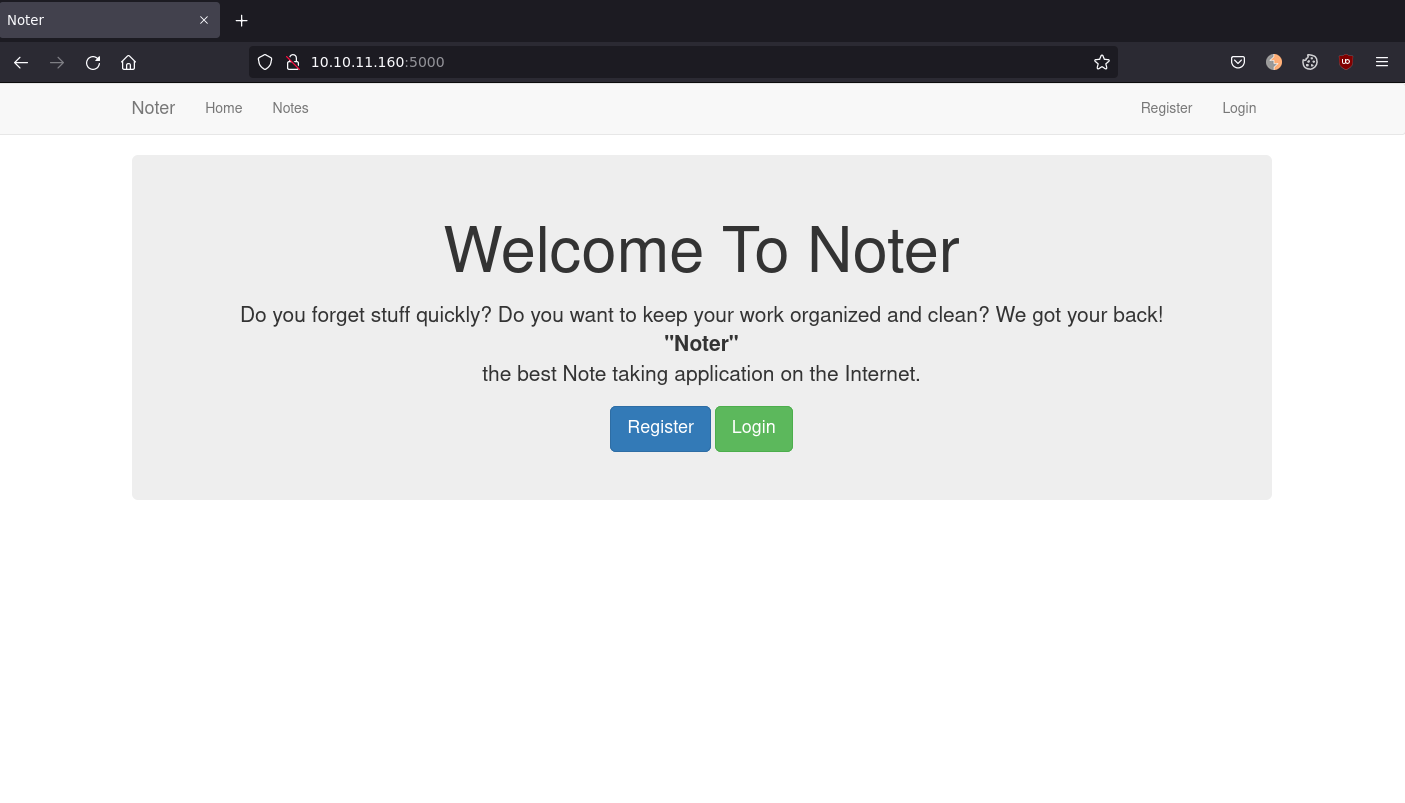 Noter
10.10.11.160:5000
Noter Home Notes Register Login
Welcome To Noter
Do you forget stuff quickly? Do you want to keep your work organized and clean? We got your back!
"Noter"
the best Note taking application on the Internet.
Register Login